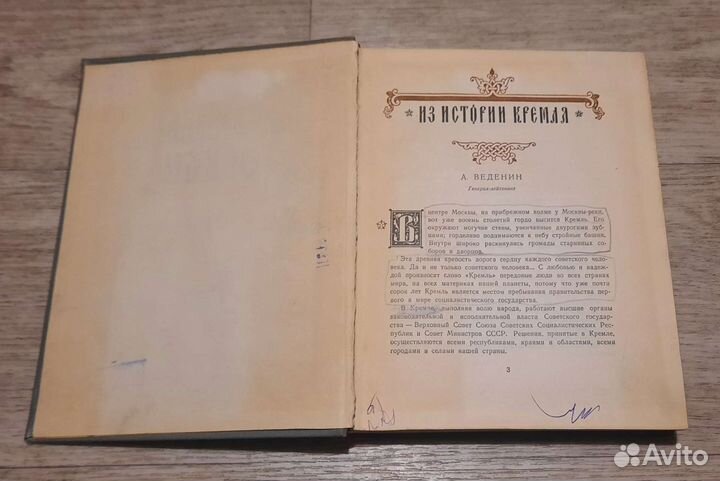 ИЗ ИСТОРИИ КРЕМЛЯ
А. ВЕДЕНИН
Генерал-лейтенант
В центре Москвы, на прибрежном холме у Москвы-реки,
вот уже восемь столетий гордо высится Кремль. Его
окружают могучие стены, увенчанные двурогими зуб-
цами; горделиво поднимаются к небу стройные башни.
Внутри широко раскинулись громады старинных со-
боров и дворцов.
Эта древняя крепость дорога сердцу каждого советского чело-
века. Да и не только советского человека... С любовью и надеж-
дой произносят слово «Кремль» передовые люди во всех странах
мира, на всех материках нашей планеты, потому что уже почти
сорок лет Кремль является местом пребывания правительства пер-
вого в мире социалистического государства.
В Кремле, выполняя волю народа, работают высшие органы
законодательной и исполнительной власти Советского государ-
ства — Верховный Совет Союза Советских Социалистических Рес-
публик и Совет Министров СССР. Решения, принятые в Кремле,
осуществляются всеми республиками, краями и областями, всеми
городами и селами нашей страны.
3
Avito